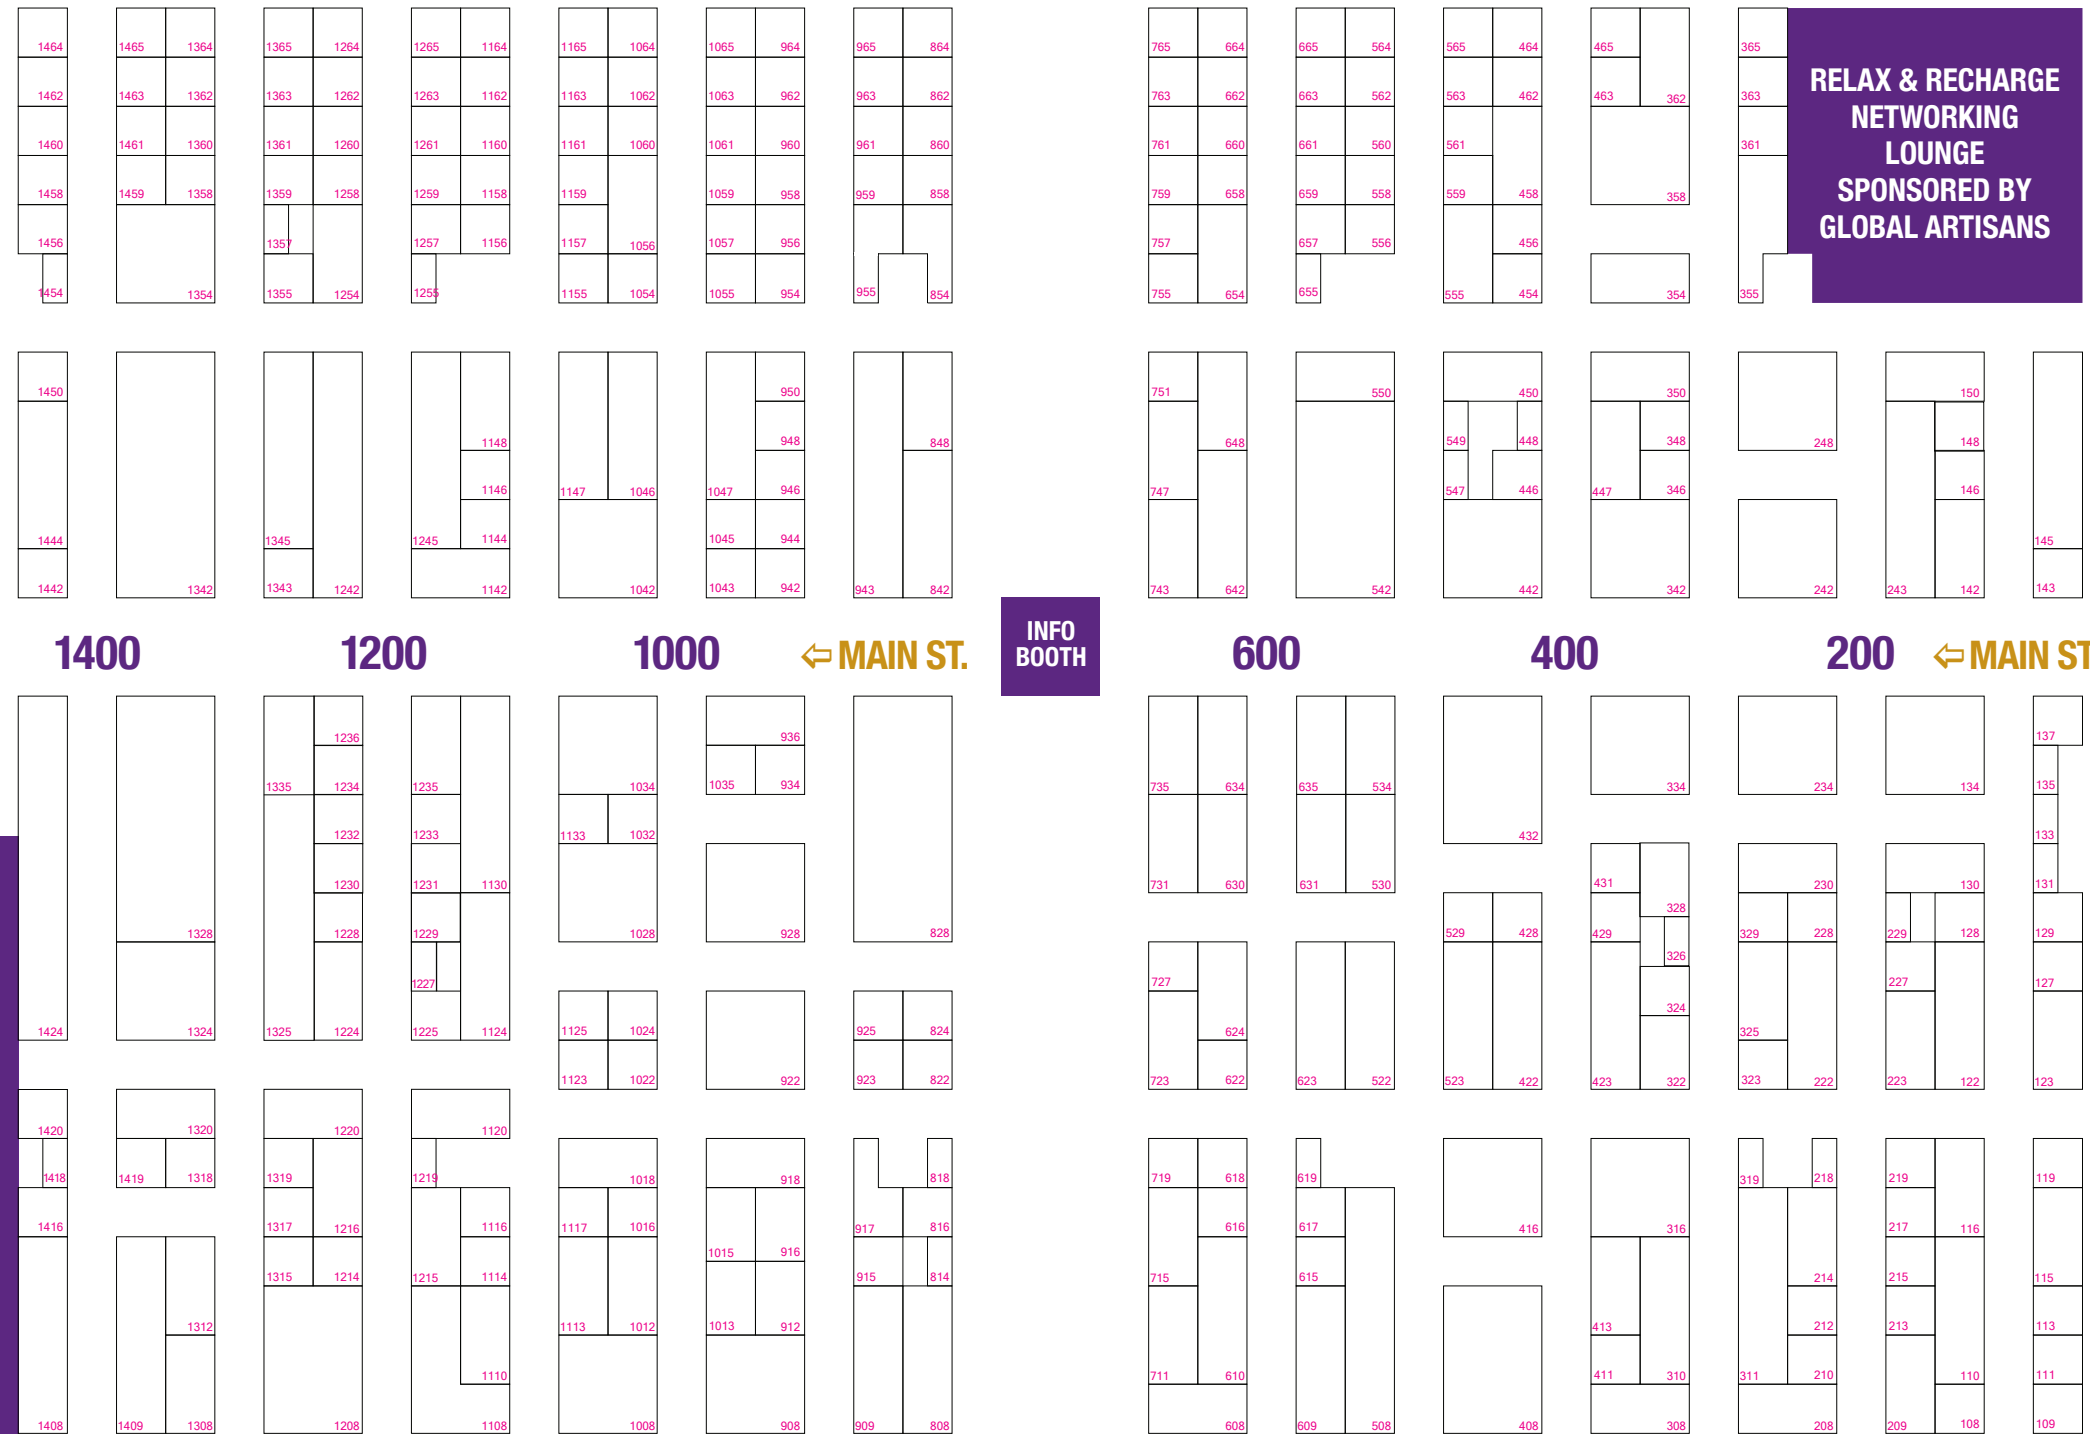 1464 1465 1364 1365 1264 1265 1164 1165 1064 1065 964 965 864 765 664 665 564 565 464 465 365
RELAX & RECHARGE
1462 1463 1362 1363 1262 1263 1162 1163 1062 1063 962 963 862 763 662 663 562 563 462 463 362 363
NETWORKING
1460 1461 1360 1361 1260 1261 1160 1161 1060 1061 960 961 860 761 660 661 560 561 361
LOUNGE
SPONSORED BY
1458 1459 1358 1359 1258 1259 1158 1159 1059 958 959 858 759 658 659 558 559 458 358
GLOBAL ARTISANS
1456 1357 1257 1156 1157 1056 1057 956 757 657 556 456
1454 1354 1355 1254 1255 1155 1054 1055 954 955 854 755 654 655 555 454 354 355
1450 950 751 550 450 350 150
1148 948 848 648 549 448 348 248 148
1146 1147 1046 1047 946 747 547 446 447 346 146
1444 1345 1245 1144 1045 944 145
1442 1342 1343 1242 1142 1042 1043 942 943 842 743 642 542 442 342 242 243 142 143
INFO
BOOTH
1400 1200 1000 ⇦ MAIN ST. 600 400 200 ⇦ MAIN ST
1236 936 137
1335 1234 1235 1034 1035 934 735 634 635 534 334 234 134 135
1232 1233 1133 1032 432 133
1230 1231 1130 731 630 631 530 431 230 130 131
328
1328 1228 1229 1028 928 828 529 428 429 329 228 229 128 129
326
1227 727 227 127
324
1424 1324 1325 1224 1225 1124 1125 1024 925 824 624 325
1123 1022 922 923 822 723 622 623 522 523 422 423 322 323 222 223 122 123
1420 1320 1220 1120
1418 1419 1318 1319 1219 1018 918 818 719 618 619 319 218 219 119
1416 1317 1216 1116 1117 1016 917 816 616 617 416 316 217 116
1015 916
1315 1214 1215 1114 915 814 715 615 214 215 115
1312 1113 1012 1013 912 413 212 213 113
1110 711 610 411 310 311 210 110 111
1408 1409 1308 1208 1108 1008 908 909 808 608 609 508 408 308 208 209 108 109